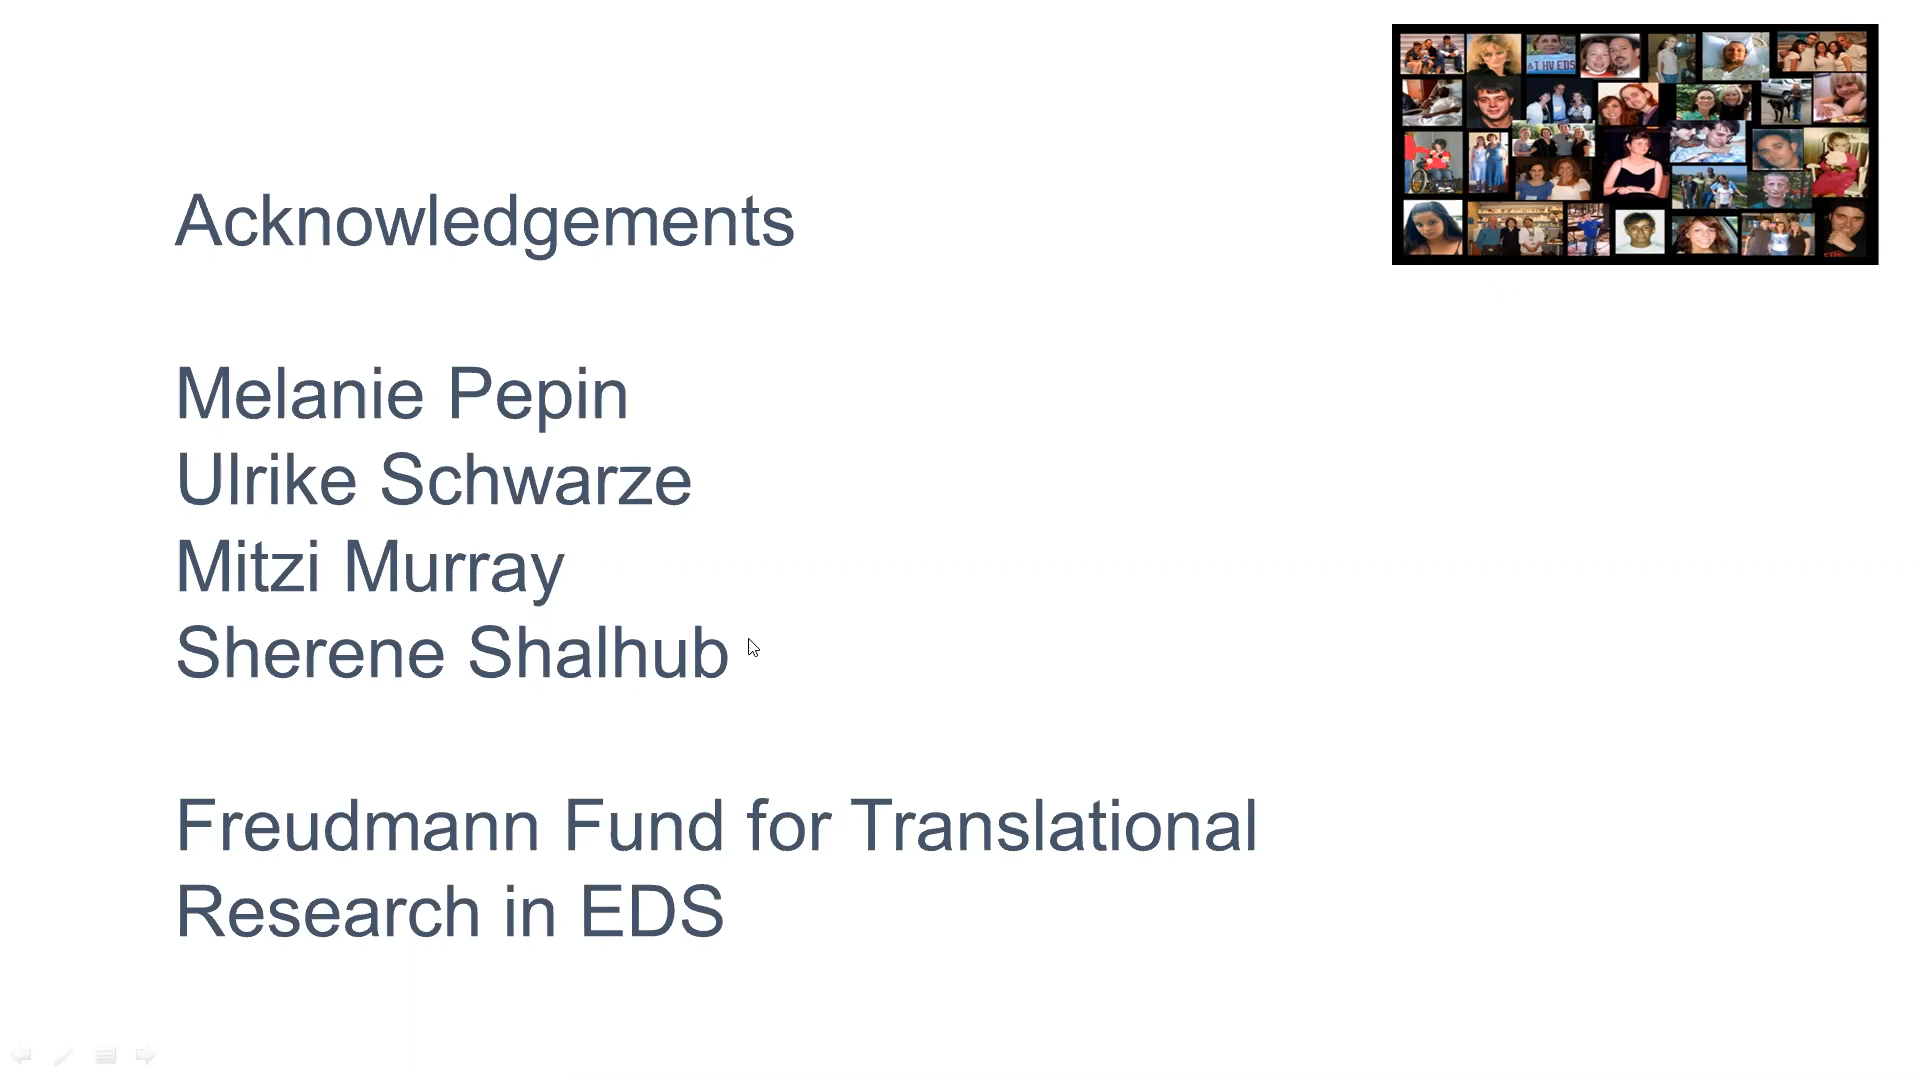 Acknowledgements
Melanie Pepin
Ulrike Schwarze
Mitzi Murray
Sherene Shalhub
Freudmann Fund for Translational
Research in EDS